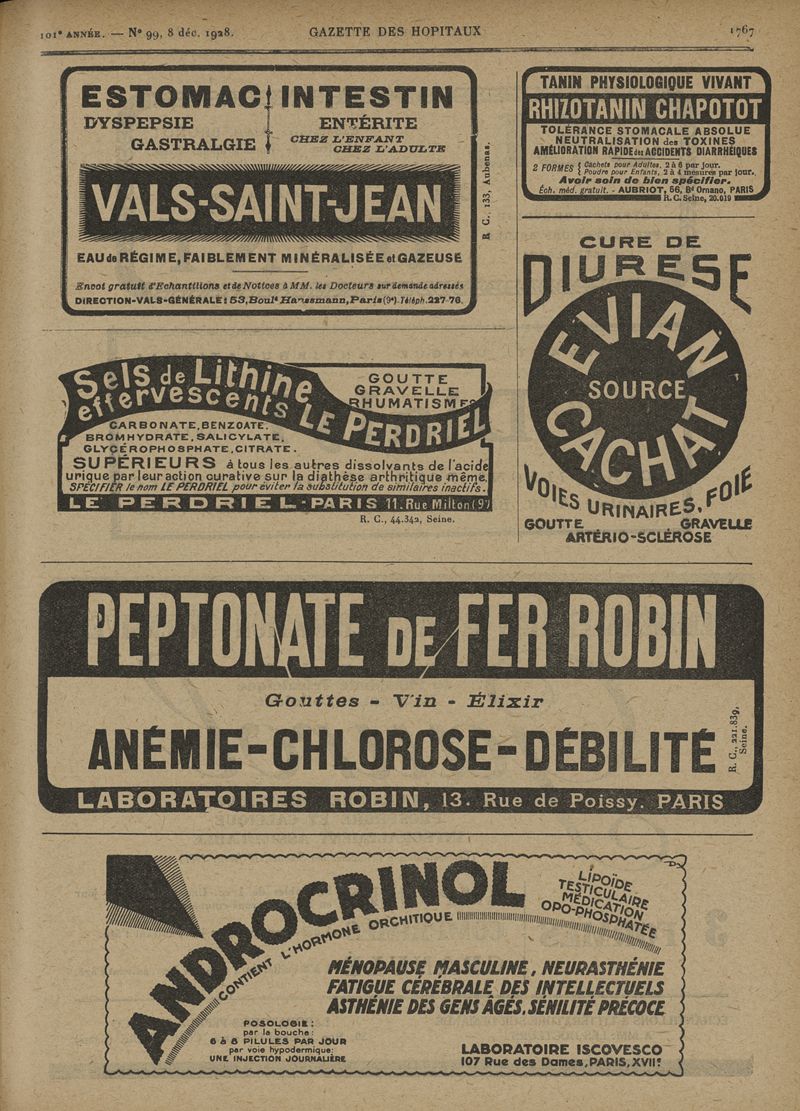 101e ANNÉE. — No 99, 8 déc. 1928.
GAZETTE DES HOPITAUX
1767
ESTOMAC INTESTIN
DYSPEPSIE
GASTRALGIE
ENTÉRITE
CHEZ L'ENFANT
CHEZ L'ADULTE
VALS-SAINT-JEAN
EAU de RÉGIME, FAIBLEMENT MINÉRALISÉE et GAZEUSE
Envoi gratuit d'Echantillons et de Notices à MM. les Docteurs sur demande adressée
DIRECTION-VALS-GÉNÉRALE: 53, Bould Haussmann, Paris (9e). Téléph. 227-76.
R. C., 133, Aubenas.
TANIN PHYSIOLOGIQUE VIVANT
RHIZOTANIN CHAPOTOT
TOLÉRANCE STOMACALE ABSOLUE
NEUTRALISATION des TOXINES
AMÉLIORATION RAPIDE des ACCIDENTS DIARRHÉIQUES
2 FORMES { Cachets pour Adultes, 2 à 6 par jour.
{ Poudre pour Enfants, 2 à 4 mesures par jour.
Avoir soin de bien spécifier.
Éch. méd. gratuit. - AUBRIOT, 56, Bd Ornano, PARIS
R. C. Seine, 20.019
Sels de Lithine
effervescents LE PERDRIEL
GOUTTE
GRAVELLE
RHUMATISMES
CARBONATE, BENZOATE.
BROMHYDRATE, SALICYLATE,
GLYCÉROPHOSPHATE, CITRATE.
SUPÉRIEURS à tous les autres dissolvants de l'acide
urique par leur action curative sur la diathèse arthritique même.
SPÉCIFIER le nom LE PERDRIEL pour éviter la substitution de similaires inactifs.
LE PERDRIEL-PARIS 11. Rue Milton (9e)
R. C., 44.342, Seine.
CURE DE
DIURESE
EVIAN
SOURCE
CACHAT
VOIES URINAIRES, FOIE
GOUTTE GRAVELLE
ARTÉRIO-SCLÉROSE
PEPTONATE DE FER ROBIN
Gouttes - Vin - Élixir
ANÉMIE-CHLOROSE-DÉBILITÉ
R. C., 221.839, Seine.
LABORATOIRES ROBIN, 13. Rue de Poissy. PARIS
ANDROCRINOL
CONTIENT L'HORMONE ORCHITIQUE
LIPOÏDE
TESTICULAIRE
MÉDICATION
OPO-PHOSPHATÉE
MÉNOPAUSE MASCULINE, NEURASTHÉNIE
FATIGUE CÉRÉBRALE DES INTELLECTUELS
ASTHÉNIE DES GENS ÂGÉS, SÉNILITÉ PRÉCOCE
POSOLOGIE:
par la bouche:
6 à 8 PILULES PAR JOUR
par voie hypodermique:
UNE INJECTION JOURNALIÈRE
LABORATOIRE ISCOVESCO
107 Rue des Dames, PARIS, XVIIe